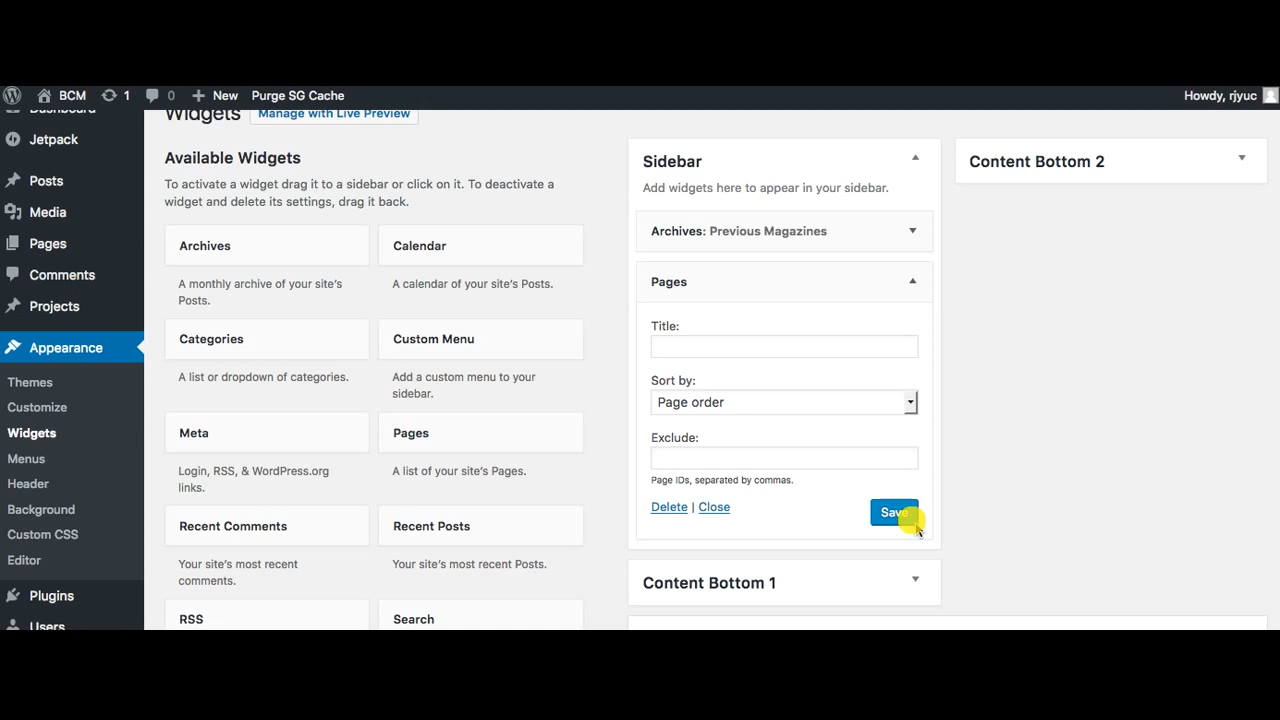 BCM 1 0 New Purge SG Cache Howdy, rjyuc
Dashboard
Jetpack
Posts
Media
Pages
Comments
Projects
Appearance
Themes
Customize
Widgets
Menus
Header
Background
Custom CSS
Editor
Plugins
Users
Widgets Manage with Live Preview
Available Widgets
To activate a widget drag it to a sidebar or click on it. To deactivate a
widget and delete its settings, drag it back.
Archives
A monthly archive of your site's
Posts.
Calendar
A calendar of your site's Posts.
Categories
A list or dropdown of categories.
Custom Menu
Add a custom menu to your
sidebar.
Meta
Login, RSS, & WordPress.org
links.
Pages
A list of your site's Pages.
Recent Comments
Your site's most recent
comments.
Recent Posts
Your site's most recent Posts.
RSS
Search
Sidebar
Add widgets here to appear in your sidebar.
Archives: Previous Magazines
Pages
Title:
Sort by:
Page order
Exclude:
Page IDs, separated by commas.
Delete | Close
Save
Content Bottom 1
Content Bottom 2